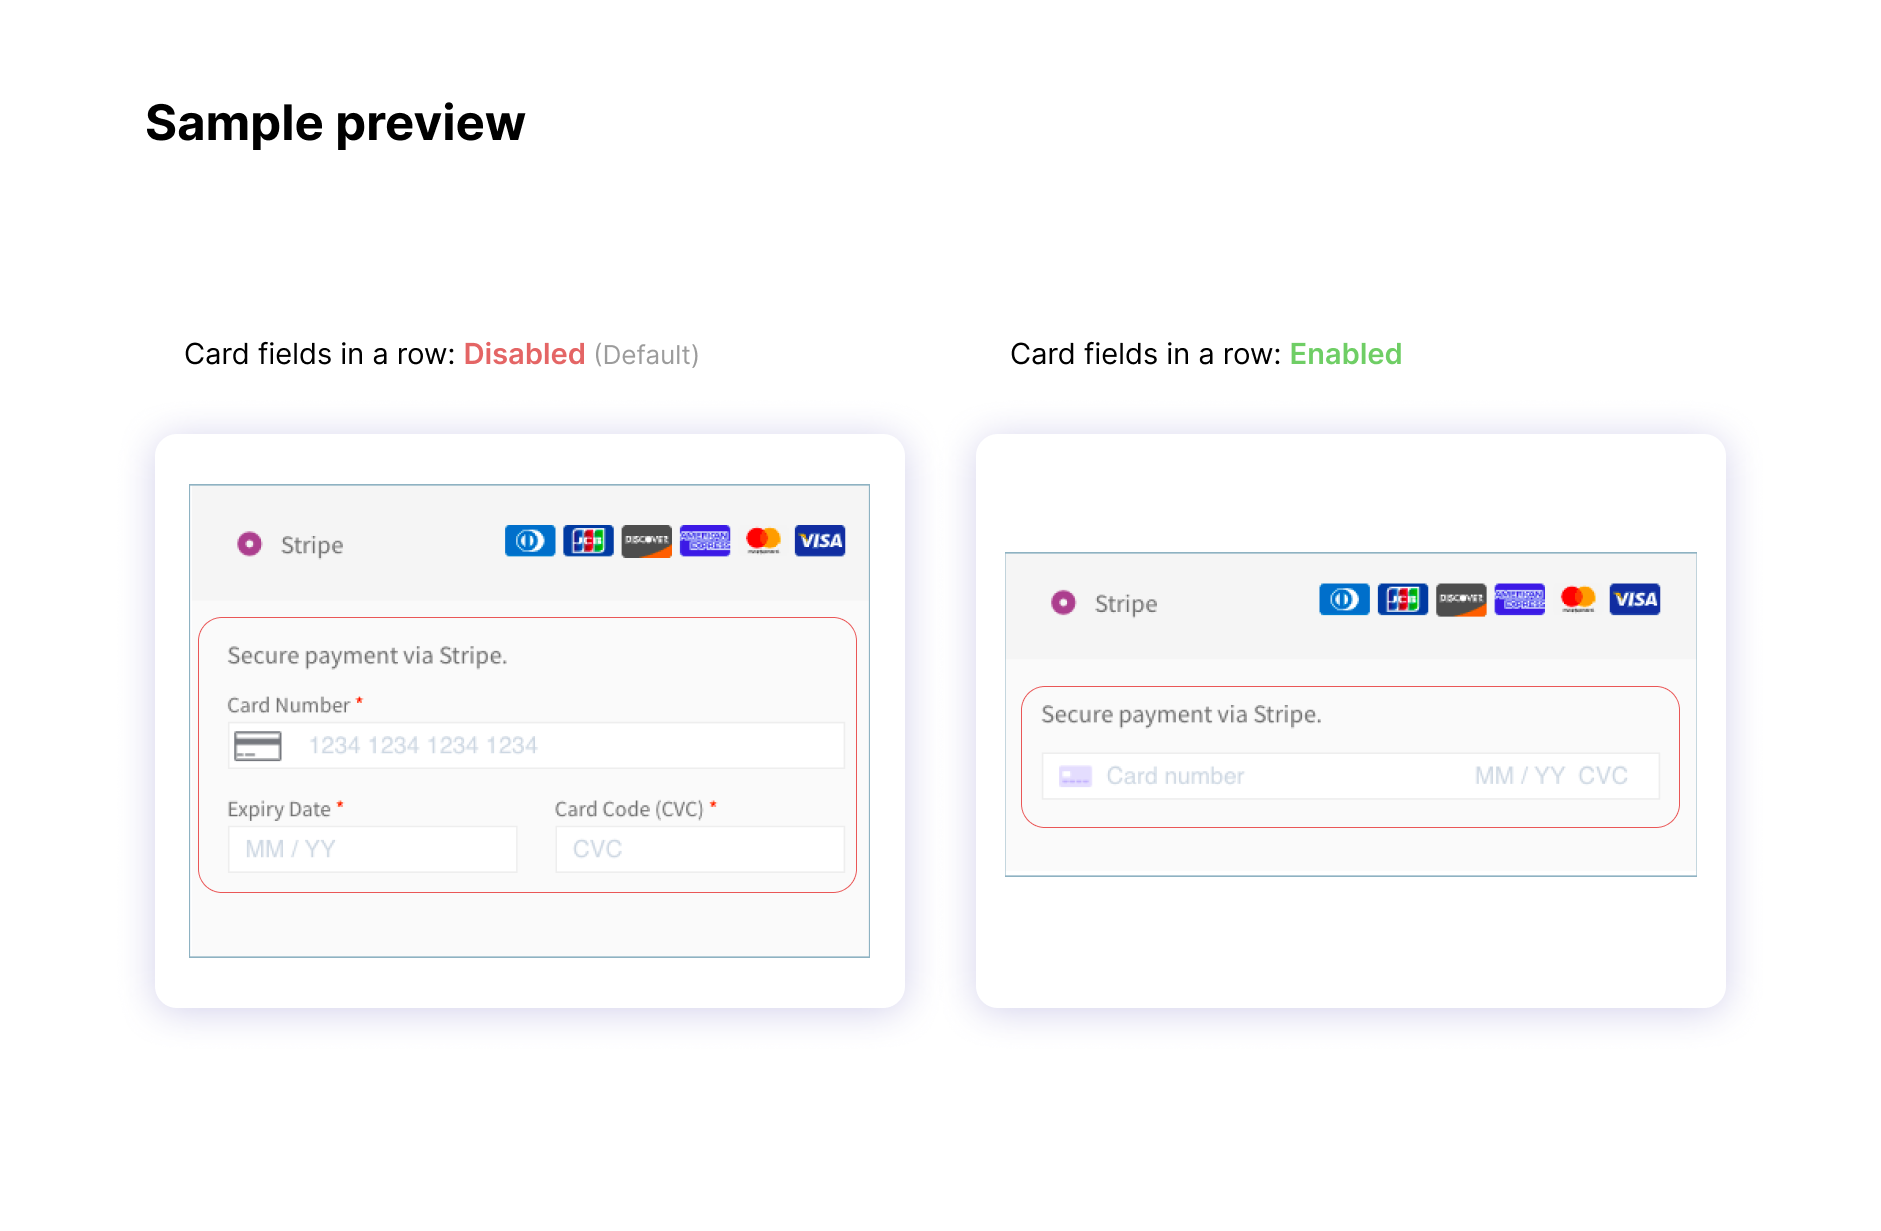 Sample preview
Card fields in a row: Disabled (Default)
Stripe
JCB DISCOVER AMERICAN EXPRESS VISA
Secure payment via Stripe.
Card Number *
1234 1234 1234 1234
Expiry Date * Card Code (CVC) *
MM / YY CVC
Card fields in a row: Enabled
Stripe
JCB DISCOVER AMERICAN EXPRESS VISA
Secure payment via Stripe.
Card number MM / YY CVC